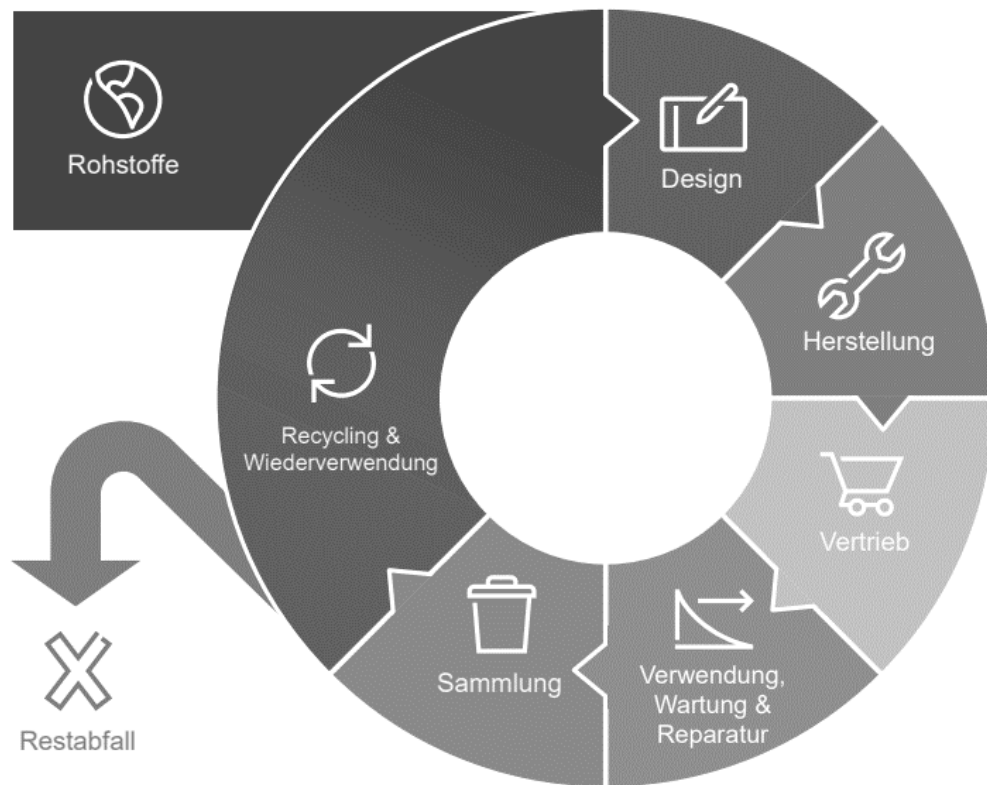 Rohstoffe
Design
Herstellung
Vertrieb
Verwendung,
Wartung &
Reparatur
Sammlung
Recycling &
Wiederverwendung
Restabfall